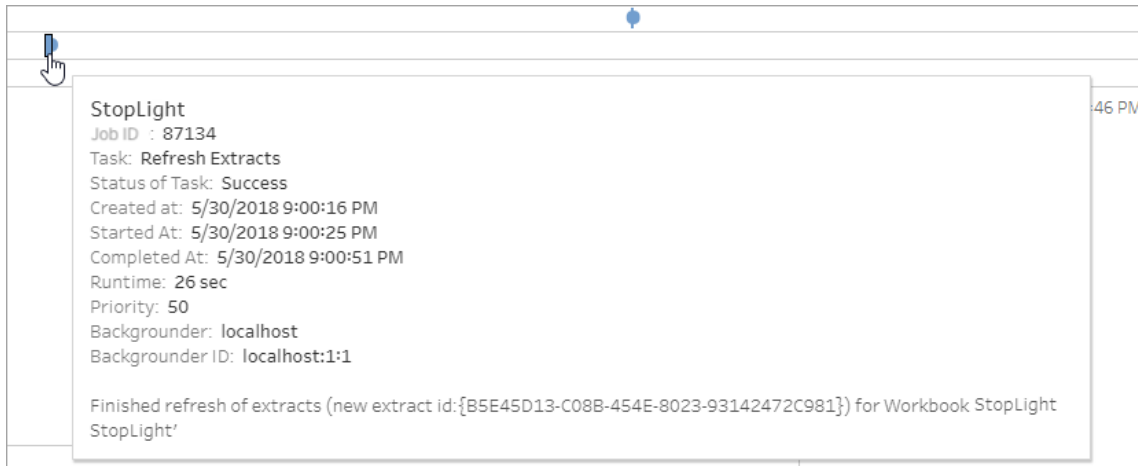 :46 PM
StopLight
Job ID : 87134
Task: Refresh Extracts
Status of Task: Success
Created at: 5/30/2018 9:00:16 PM
Started At: 5/30/2018 9:00:25 PM
Completed At: 5/30/2018 9:00:51 PM
Runtime: 26 sec
Priority: 50
Backgrounder: localhost
Backgrounder ID: localhost:1:1
Finished refresh of extracts (new extract id:{B5E45D13-C08B-454E-8023-93142472C981}) for Workbook StopLight
StopLight’